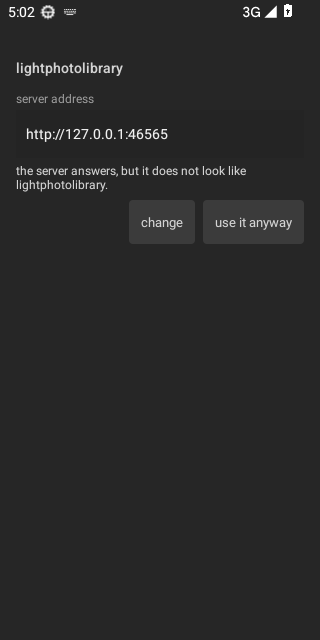 5:02
3G
lightphotolibrary
server address
http://127.0.0.1:46565
the server answers, but it does not look like
lightphotolibrary.
change
use it anyway